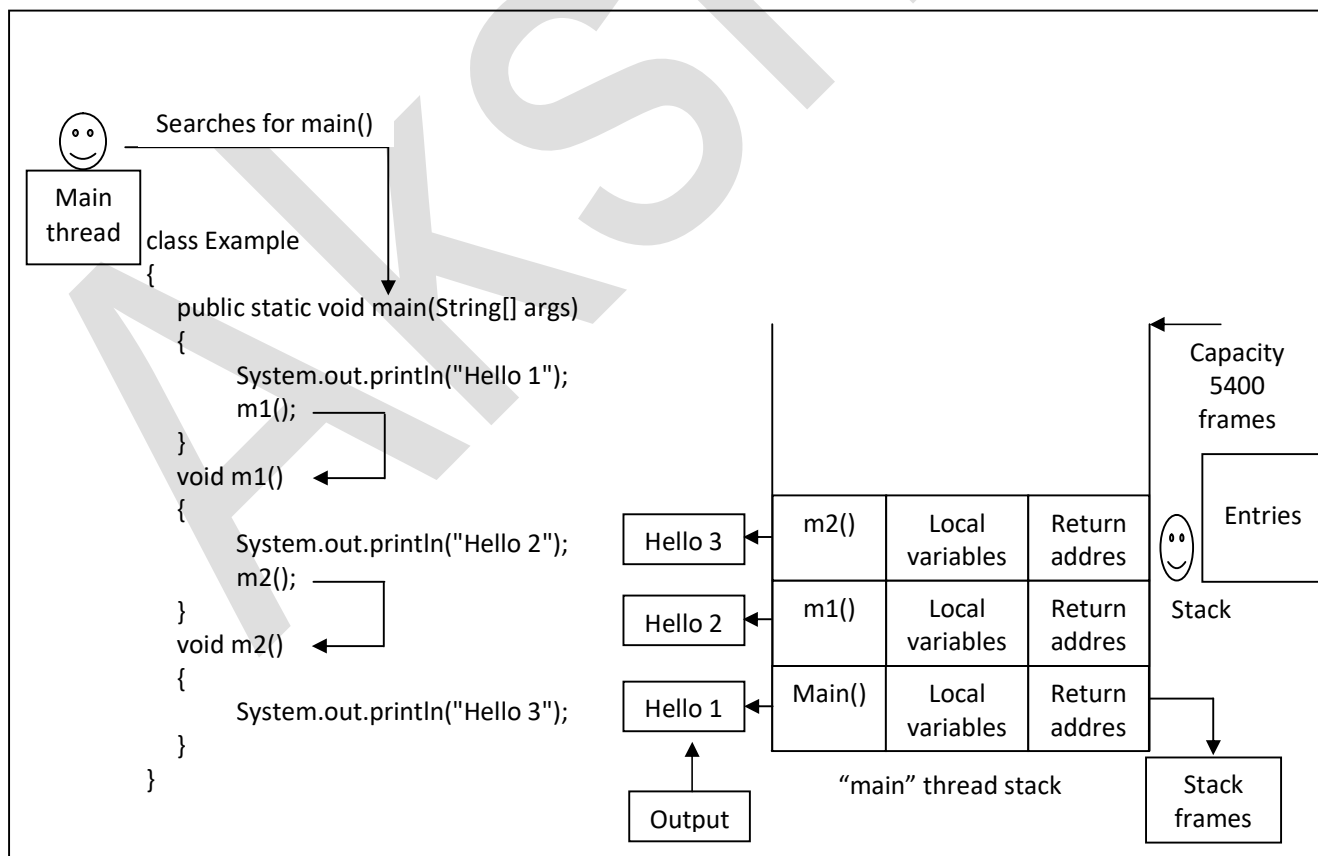 Searches for main()
Main
thread
class Example
{
public static void main(String[] args)
{
System.out.println("Hello 1");
m1();
}
void m1()
{
System.out.println("Hello 2");
m2();
}
void m2()
{
System.out.println("Hello 3");
}
}
Capacity
5400
frames
Entries
Stack
Hello 3
m2()
Local
variables
Return
addres
Hello 2
m1()
Local
variables
Return
addres
Hello 1
Main()
Local
variables
Return
addres
Output
“main” thread stack
Stack
frames